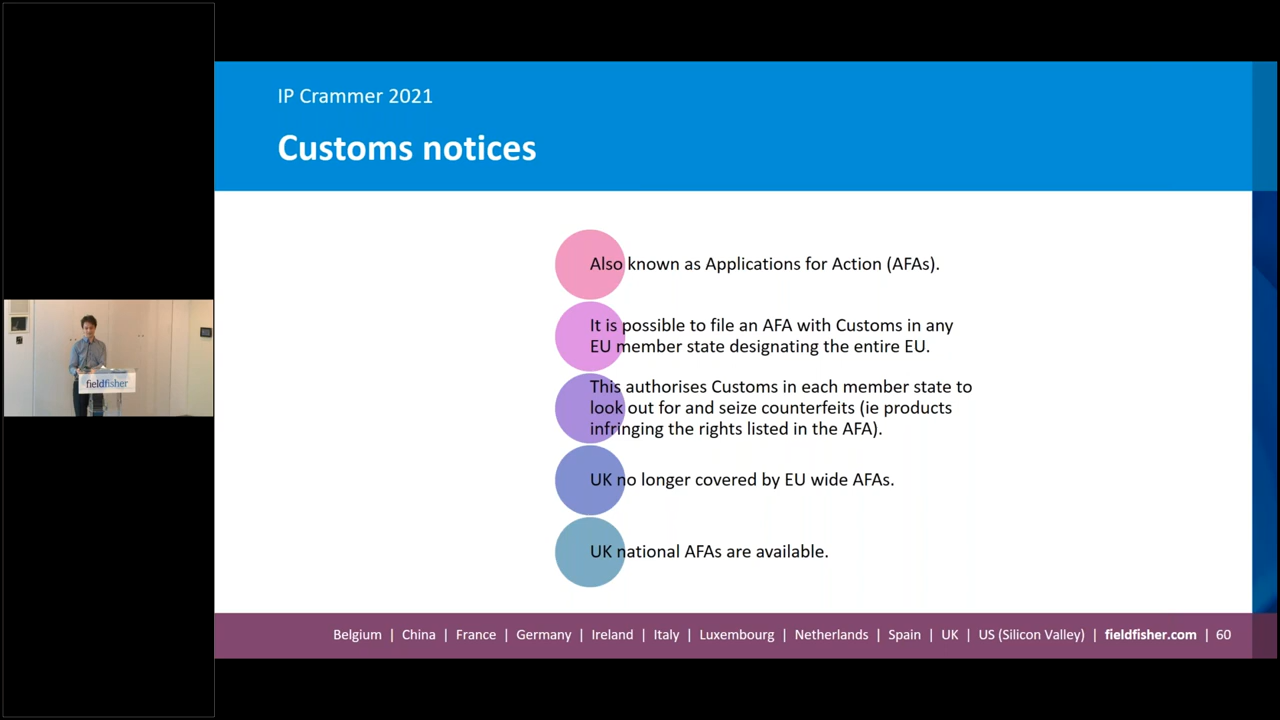 IP Crammer 2021
Customs notices
Also known as Applications for Action (AFAs).
It is possible to file an AFA with Customs in any
EU member state designating the entire EU.
This authorises Customs in each member state to
look out for and seize counterfeits (ie products
infringing the rights listed in the AFA).
UK no longer covered by EU wide AFAs.
UK national AFAs are available.
fieldfisher
Belgium | China | France | Germany | Ireland | Italy | Luxembourg | Netherlands | Spain | UK | US (Silicon Valley) | fieldfisher.com | 60